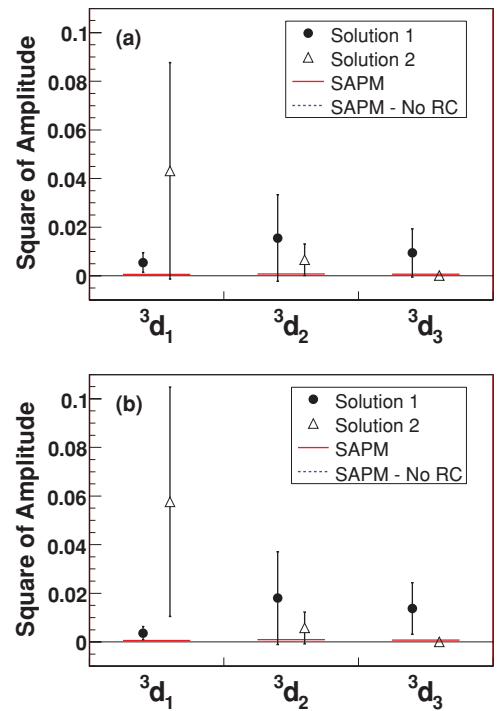 (a)
Solution 1
Solution 2
SAPM
SAPM - No RC
Square of Amplitude
0.1
0.08
0.06
0.04
0.02
0
³d₁ ³d₂ ³d₃
(b)
Solution 1
Solution 2
SAPM
SAPM - No RC
Square of Amplitude
0.1
0.08
0.06
0.04
0.02
0
³d₁ ³d₂ ³d₃